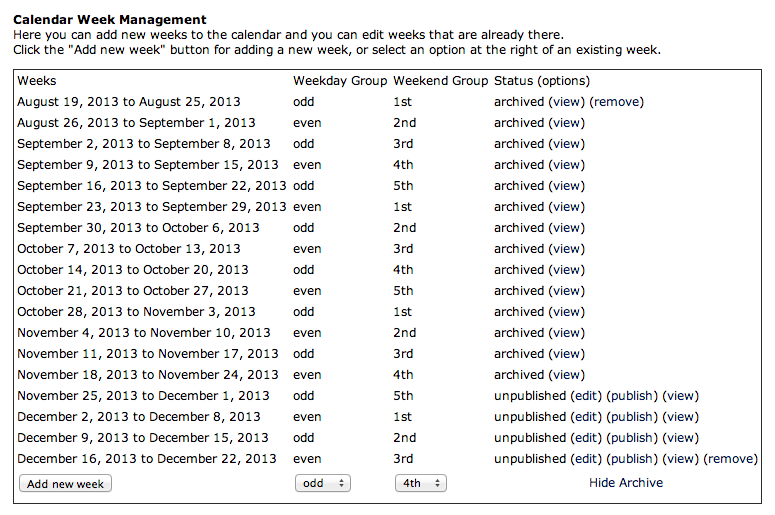 Calendar Week Management
Here you can add new weeks to the calendar and you can edit weeks that are already there.
Click the "Add new week" button for adding a new week, or select an option at the right of an existing week.
Weeks Weekday Group Weekend Group Status (options)
August 19, 2013 to August 25, 2013 odd 1st archived (view) (remove)
August 26, 2013 to September 1, 2013 even 2nd archived (view)
September 2, 2013 to September 8, 2013 odd 3rd archived (view)
September 9, 2013 to September 15, 2013 even 4th archived (view)
September 16, 2013 to September 22, 2013 odd 5th archived (view)
September 23, 2013 to September 29, 2013 even 1st archived (view)
September 30, 2013 to October 6, 2013 odd 2nd archived (view)
October 7, 2013 to October 13, 2013 even 3rd archived (view)
October 14, 2013 to October 20, 2013 odd 4th archived (view)
October 21, 2013 to October 27, 2013 even 5th archived (view)
October 28, 2013 to November 3, 2013 odd 1st archived (view)
November 4, 2013 to November 10, 2013 even 2nd archived (view)
November 11, 2013 to November 17, 2013 odd 3rd archived (view)
November 18, 2013 to November 24, 2013 even 4th archived (view)
November 25, 2013 to December 1, 2013 odd 5th unpublished (edit) (publish) (view)
December 2, 2013 to December 8, 2013 even 1st unpublished (edit) (publish) (view)
December 9, 2013 to December 15, 2013 odd 2nd unpublished (edit) (publish) (view)
December 16, 2013 to December 22, 2013 even 3rd unpublished (edit) (publish) (view) (remove)
Add new week odd 4th Hide Archive